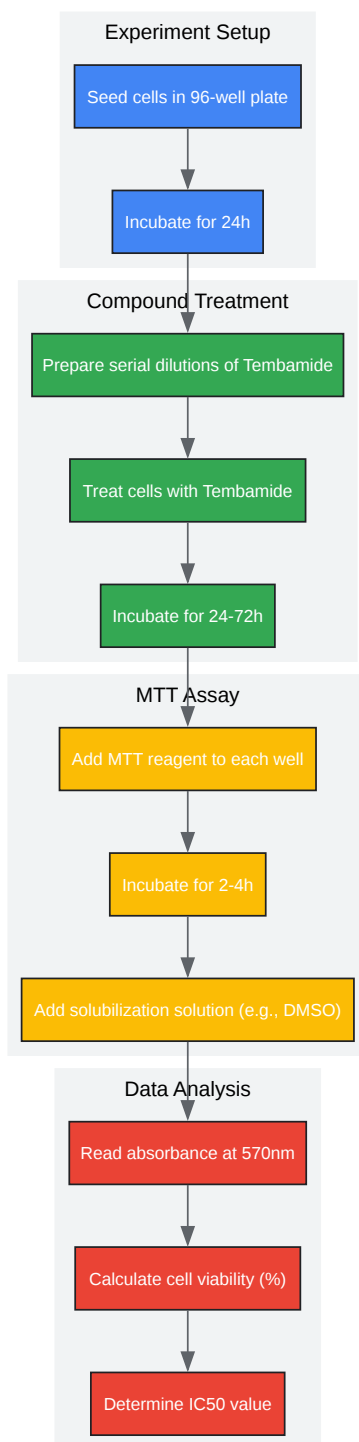 Experiment Setup
Seed cells in 96-well plate
Incubate for 24h
Compound Treatment
Prepare serial dilutions of Tembamide
Treat cells with Tembamide
Incubate for 24-72h
MTT Assay
Add MTT reagent to each well
Incubate for 2-4h
Add solubilization solution (e.g., DMSO)
Data Analysis
Read absorbance at 570nm
Calculate cell viability (%)
Determine IC50 value